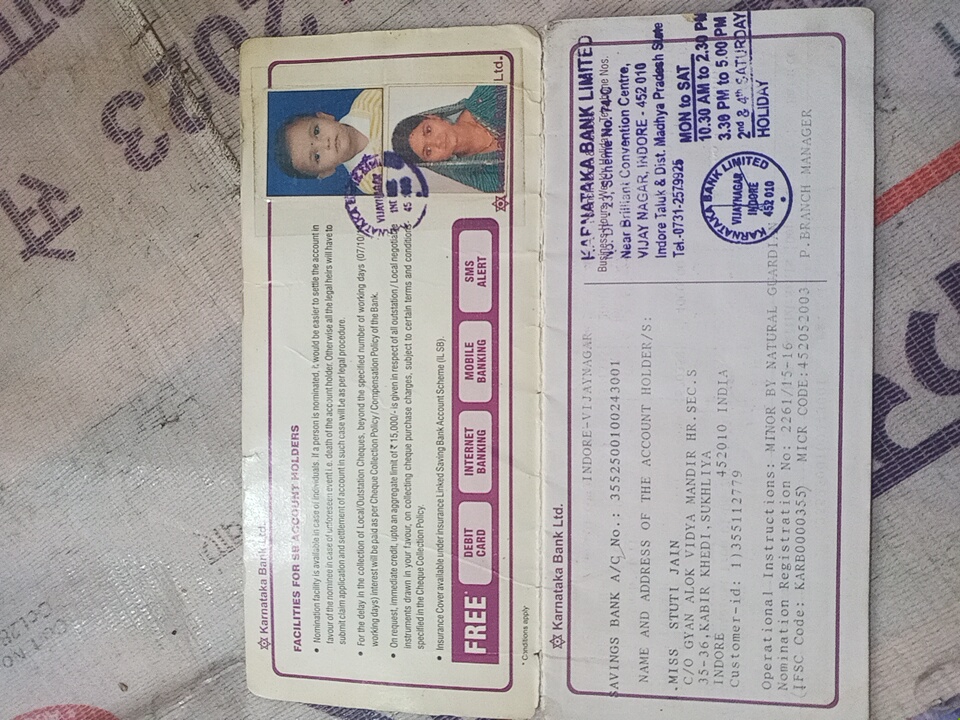 Karnataka Bank Ltd.
Ltd.
FACILITIES FOR SB ACCOUNT HOLDERS
• Nomination facility is available in case of individuals. If a person is nominated, it would be easier to settle the account in
favour of the nominee in case of unforeseen event i.e. death of the account holder. Otherwise all the legal heirs will have to
submit claim application and settlement of account in such case will be as per legal procedure.
• For the delay in the collection of Local/Outstation Cheques, beyond the specified number of working days (07/10/
working days) interest will be paid as per Cheque Collection Policy / Compensation Policy of the Bank.
• On request, immediate credit, upto an aggregate limit of ₹ 15,000/- is given in respect of all outstation / Local negotiable
instruments drawn in your favour, on collecting cheque purchase charges, subject to certain terms and conditions
specified in the Cheque Collection Policy.
• Insurance Cover available under insurance Linked Saving Bank Account Scheme (IL SB).
FREE*
DEBIT
CARD
INTERNET
BANKING
MOBILE
BANKING
SMS
ALERT
* Conditions apply
VIJAYNAGAR
Karnataka Bank Ltd.
INDORE-VIJAYNAGAR
SAVINGS BANK A/C No.: 3552500100243001
NAME AND ADDRESS OF THE ACCOUNT HOLDER/S:
MISS STUTI JAIN
C/O GYAN ALOK VIDYA MANDIR HR.SEC.S
35-36,KABIR KHEDI,SUKHLIYA
INDORE 452010 INDIA
Customer-id: 11355112779
Operational Instructions: MINOR BY NATURAL GUARDIA
Nomination Registration No: 2261/15-16
(IFSC Code: KARB0000355) MICR CODE:452052003 P.BRANCH MANAGER
KARNATAKA BANK LIMITED
23, Scheme No. 74-C
Near Brilliant Convention Centre,
VIJAY NAGAR, INDORE - 452 010
Indore Taluk & Dist. Madhya Pradesh State
Tel.-0731-2579925
MON to SAT
10.30 AM to 2.30 PM
3.30 PM to 5.00 PM
2nd & 4th SATURDAY
HOLIDAY
KARNATAKA BANK LIMITED
VIJAYNAGAR
INDORE
452 010